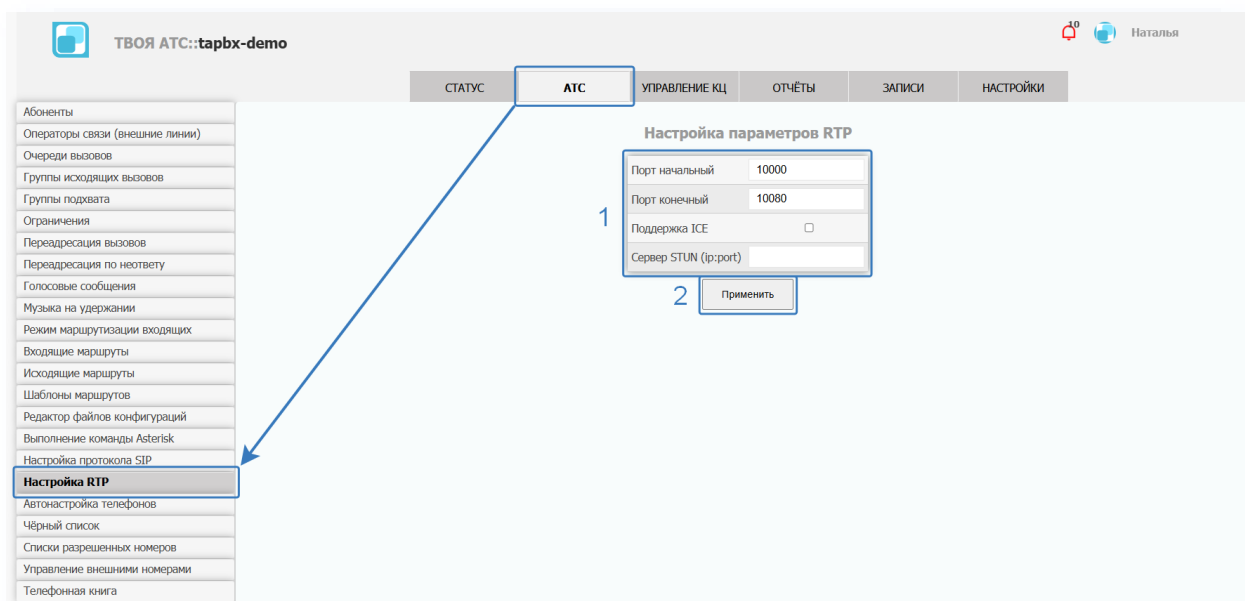 ТВОЯ АТС::tapbx-demo
10
Наталья
СТАТУС АТС УПРАВЛЕНИЕ КЦ ОТЧЁТЫ ЗАПИСИ НАСТРОЙКИ
Абоненты
Операторы связи (внешние линии)
Очереди вызовов
Группы исходящих вызовов
Группы подхвата
Ограничения
Переадресация вызовов
Переадресация по неответу
Голосовые сообщения
Музыка на удержании
Режим маршрутизации входящих
Входящие маршруты
Исходящие маршруты
Шаблоны маршрутов
Редактор файлов конфигураций
Выполнение команды Asterisk
Настройка протокола SIP
Настройка RTP
Автонастройка телефонов
Чёрный список
Списки разрешенных номеров
Управление внешними номерами
Телефонная книга
Настройка параметров RTP
1
Порт начальный 10000
Порт конечный 10080
Поддержка ICE
Сервер STUN (ip:port)
2 Применить